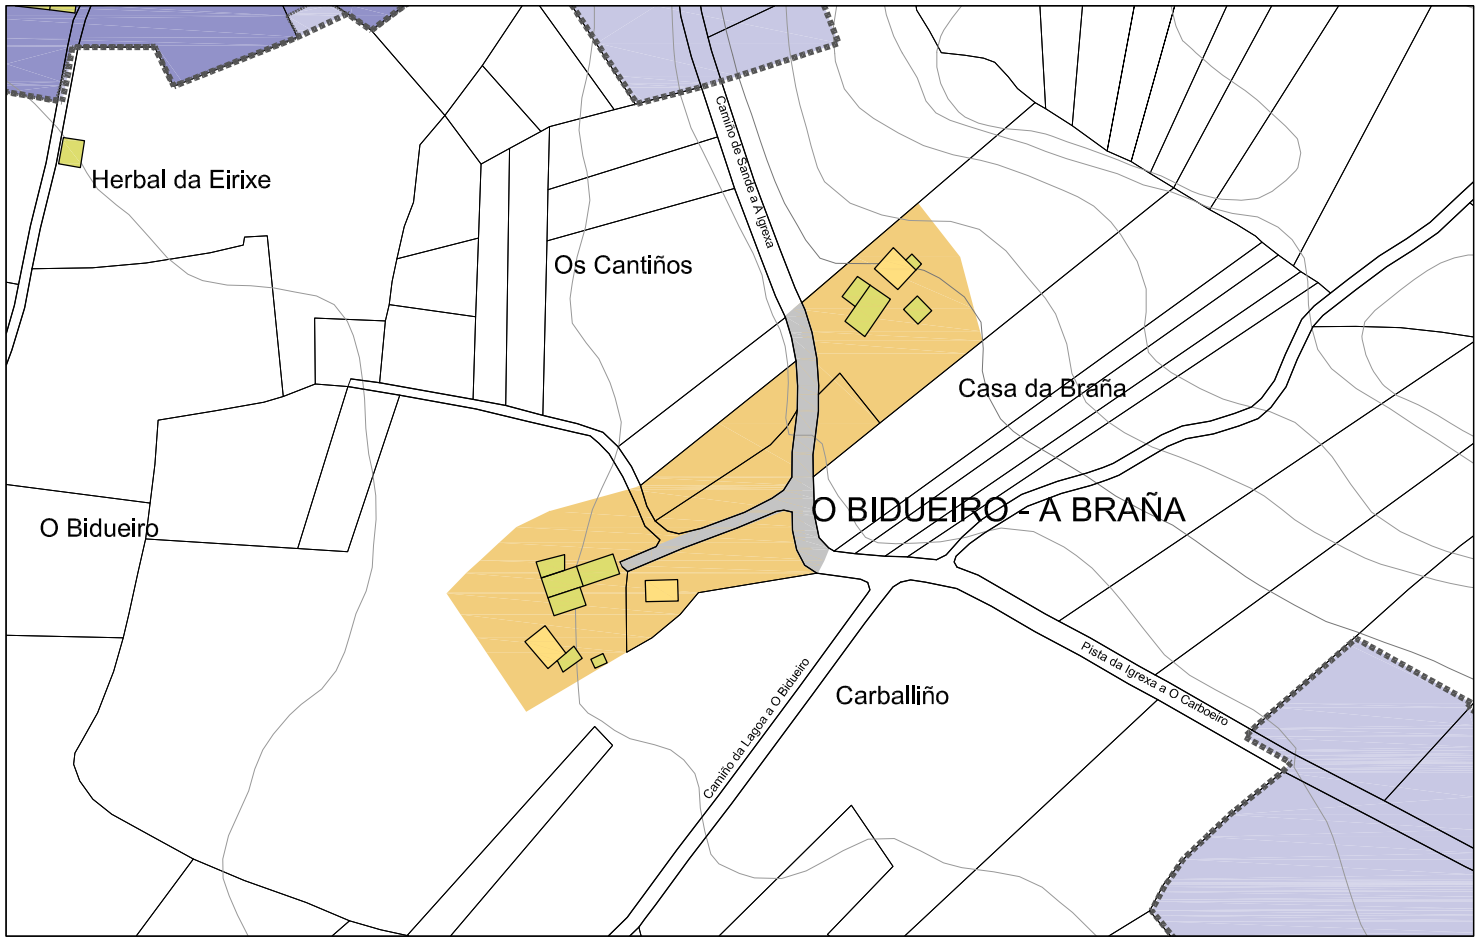 Camiño de Sande a A Igrexa
Herbal da Eirixe
Os Cantiños
Casa da Braña
O BIDUEIRO - A BRAÑA
O Bidueiro
Pista da Igrexa a O Carboeiro
Carballiño
Camiño da Lagoa a O Bidueiro